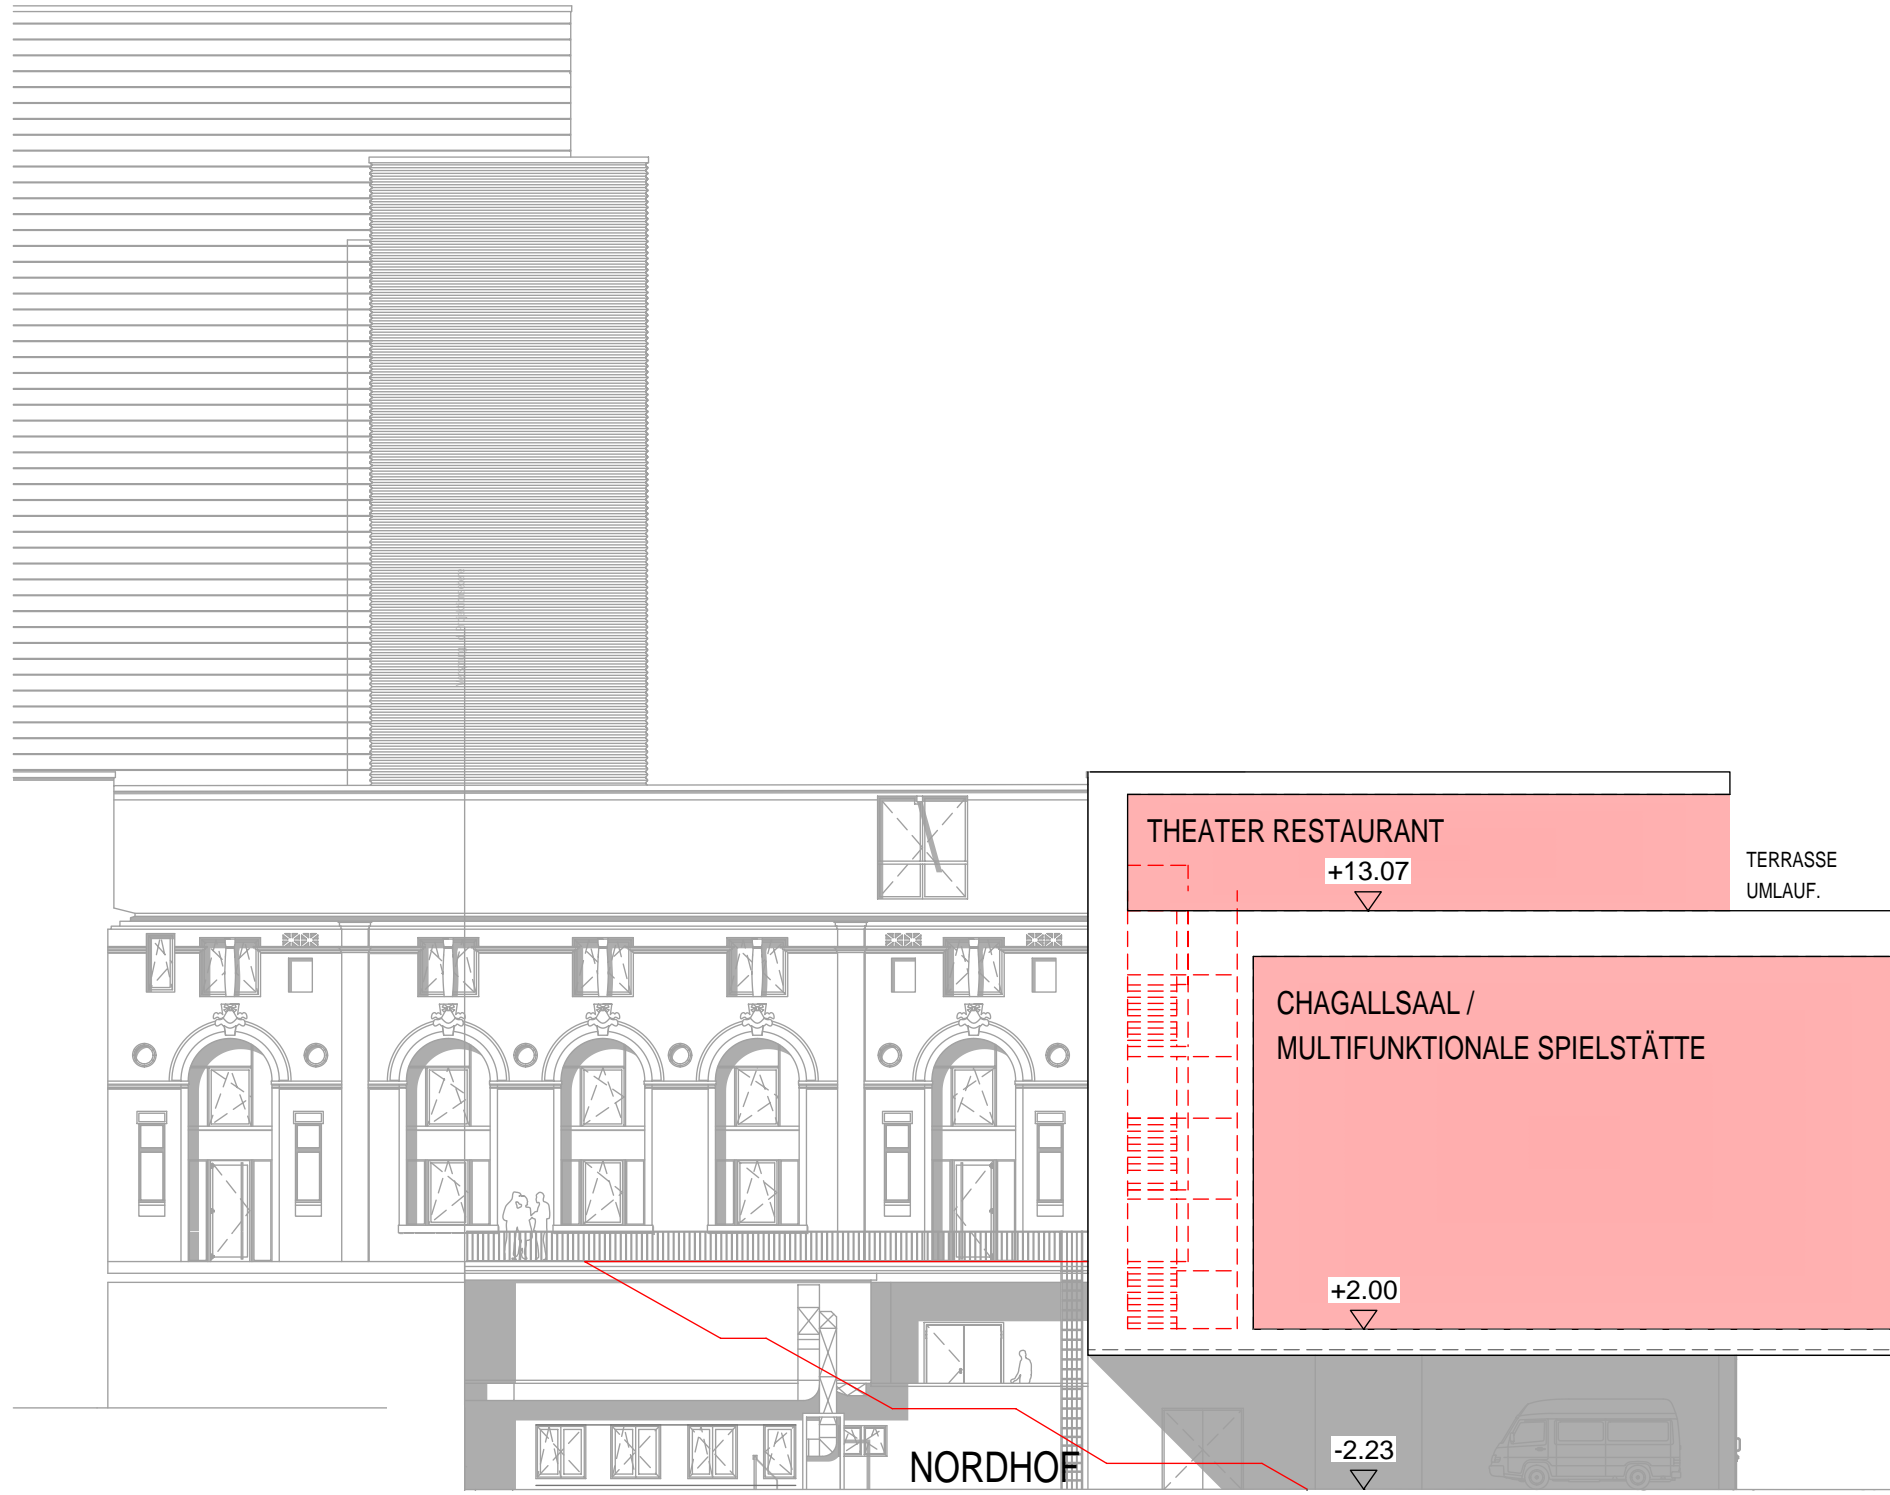 THEATER RESTAURANT
+13.07
TERRASSE
UMLAUF.
CHAGALLSAAL /
MULTIFUNKTIONALE SPIELSTÄTTE
+2.00
-2.23
NORDHOF